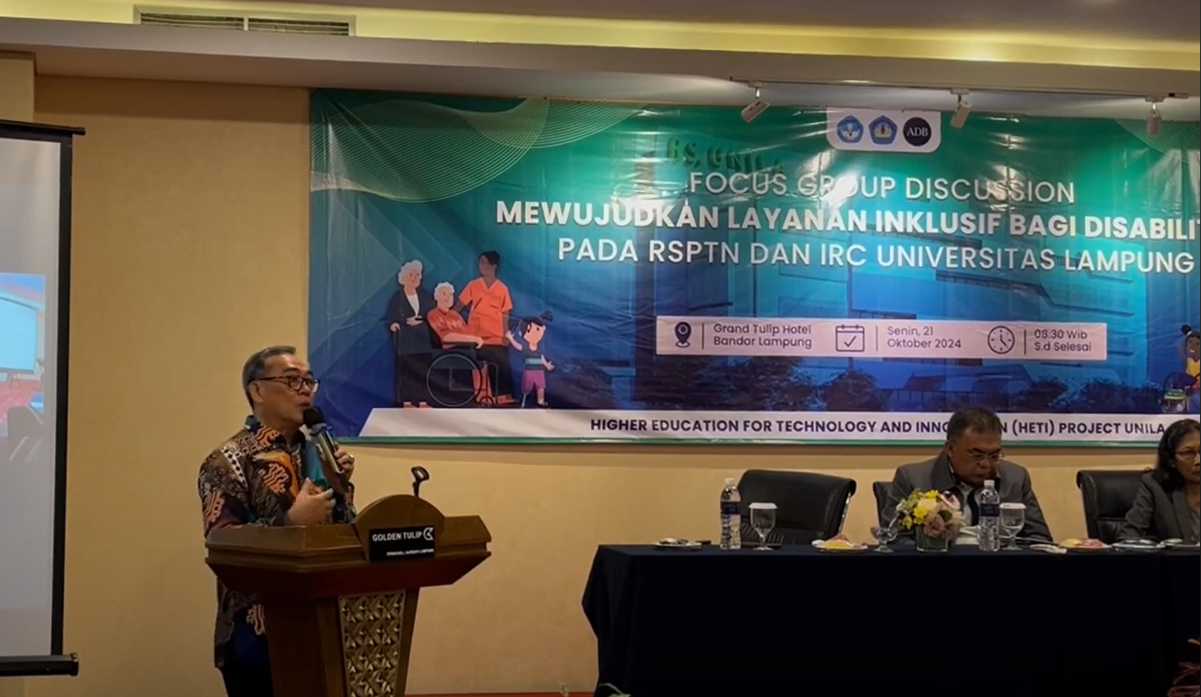 ADB
RS UNILA
FOCUS GROUP DISCUSSION
MEWUJUDKAN LAYANAN INKLUSIF BAGI DISABILIT
PADA RSPTN DAN IRC UNIVERSITAS LAMPUNG
Grand Tulip Hotel
Bandar Lampung
Senin, 21
Oktober 2024
08.30 Wib
S.d Selesai
HIGHER EDUCATION FOR TECHNOLOGY AND INNO (HETI) PROJECT UNILA
GOLDEN TULIP